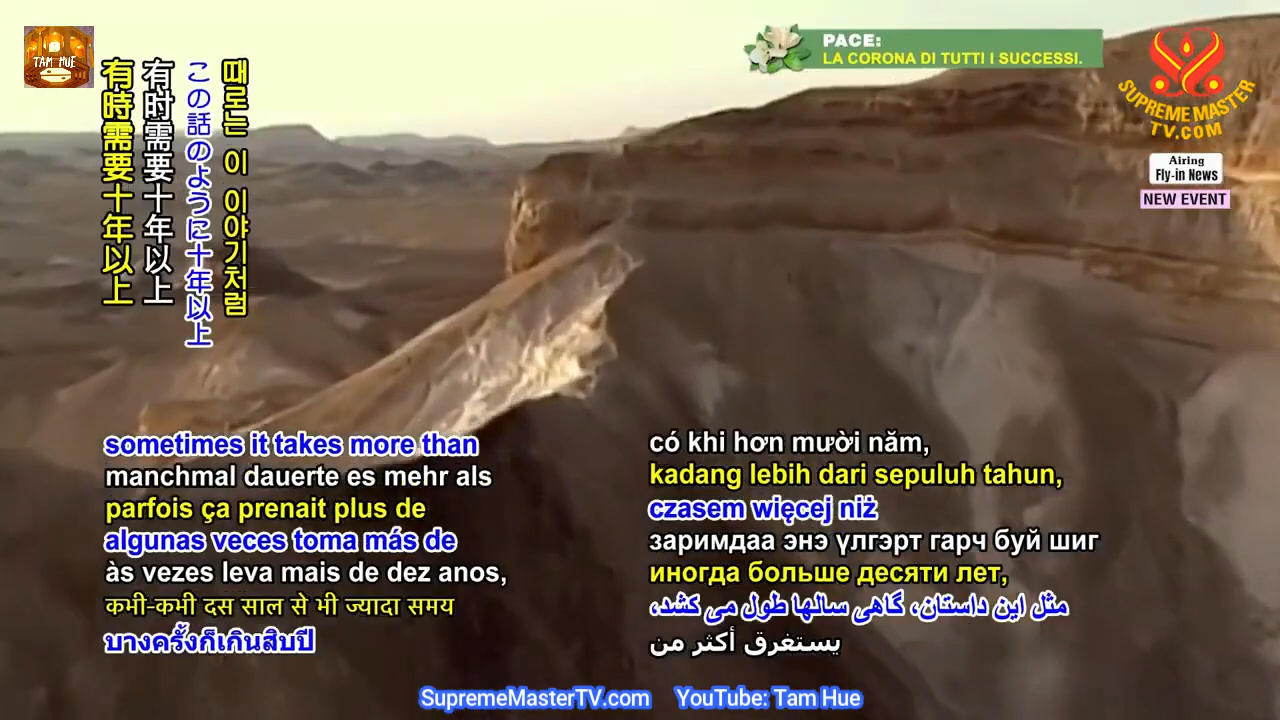 TAM HUE
PACE:
LA CORONA DI TUTTI I SUCCESSI.
SUPREME MASTER
TV.COM
Airing
Fly-in News
NEW EVENT
有時需要十年以上
有时需要十年以上
この話のように十年以上
때로는 이 이야기처럼
sometimes it takes more than
manchmal dauerte es mehr als
parfois ça prenait plus de
algunas veces toma más de
às vezes leva mais de dez anos,
कभी-कभी दस साल से भी ज्यादा समय
บางครั้งก็เกินสิบปี
có khi hơn mười năm,
kadang lebih dari sepuluh tahun,
czasem więcej niż
заримдаа энэ үлгэрт гарч буй шиг
иногда больше десяти лет,
مثل این داستان، گاهی سالها طول می کشد،
يستغرق أكثر من
SupremeMasterTV.com YouTube: Tam Hue